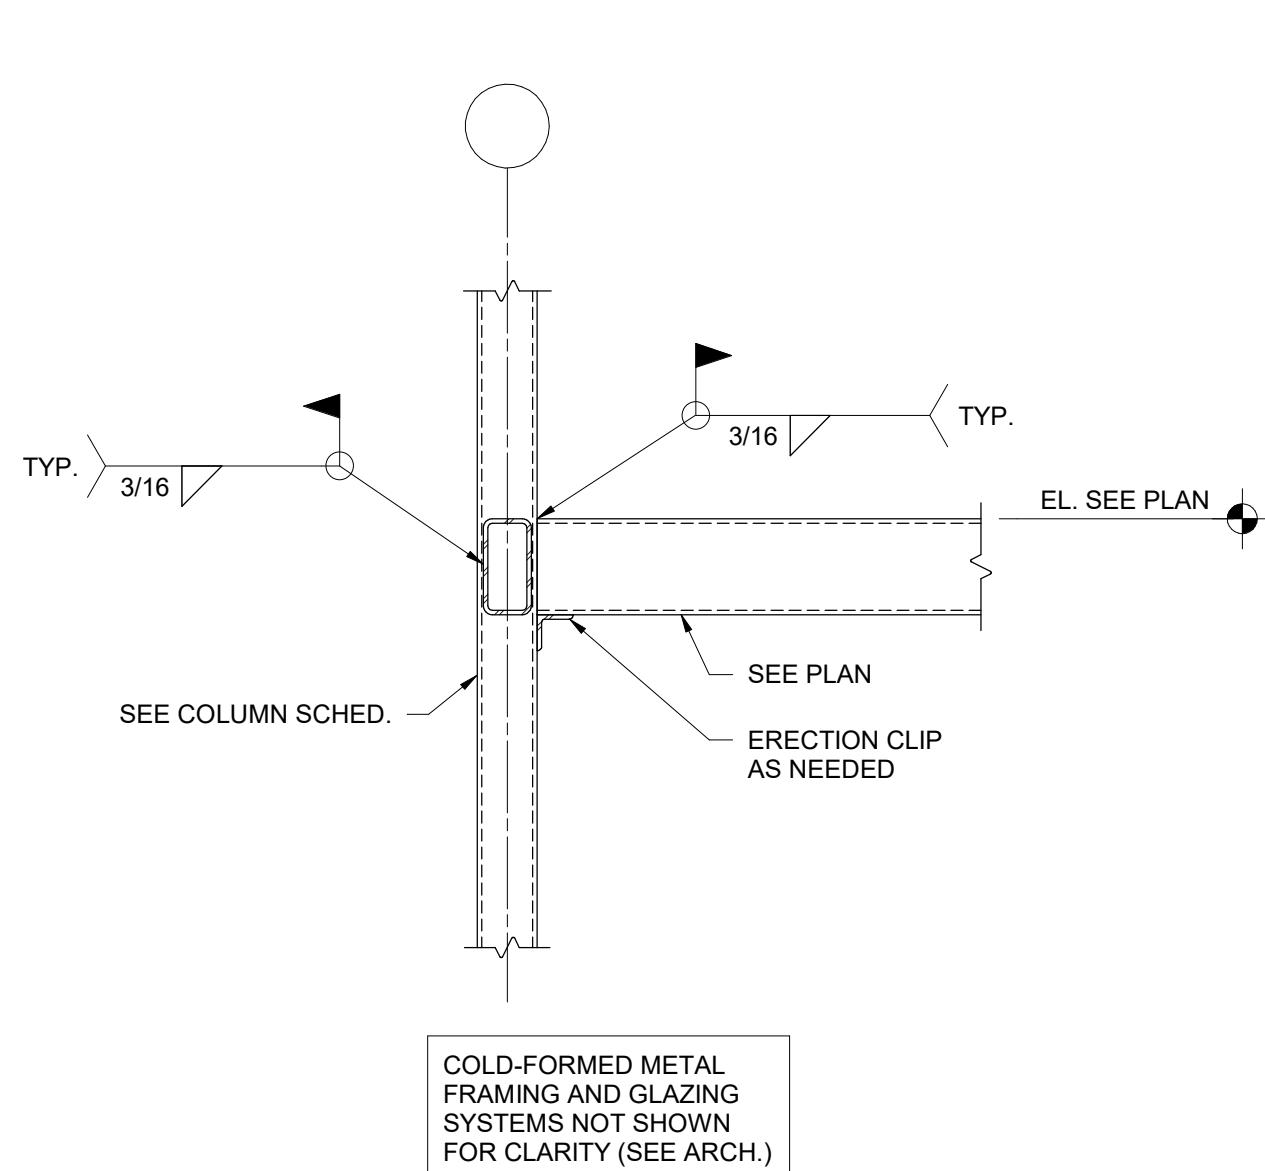 TYP.
3/16
3/16
TYP.
EL. SEE PLAN
SEE PLAN
SEE COLUMN SCHED.
ERECTION CLIP
AS NEEDED
COLD-FORMED METAL
FRAMING AND GLAZING
SYSTEMS NOT SHOWN
FOR CLARITY (SEE ARCH.)